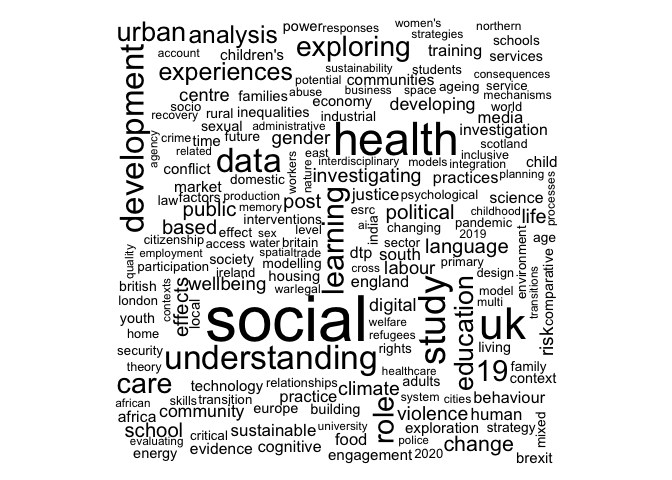 urban analysis power responses women's strategies northern
account children's exploring training schools services
development experiences sustainability students consequences
potential communities
socio centre families abuse business space ageing service mechanisms
recovery rural inequalities economy developing world
sexual administrative industrial media
agency crime time future gender health investigation
related scotland
conflict data workers east interdisciplinary models integration inclusive child
market domestic nature investigating practices planning processes
law factors production justice psychological science
public memory post learning esrc political childhood life
based effect sex interventions level ai india changing pandemic 2019
citizenship access water britain sector language age
quality employment society spatial trade dtp south primary environment comparative
participation ireland modelling cross labour design transitions
british contexts effects wellbeing housing england model
london local war legal digital study education multi
youth social welfare uk risk
home refugees
security understanding rights living
theory healthcare 19 family
care technology relationships climate adults context
african skills transition practice role system cities behaviour
africa community europe building violence human
school critical sustainable university exploration strategy mixed
evaluating evidence cognitive food police change
energy engagement 2020 brexit